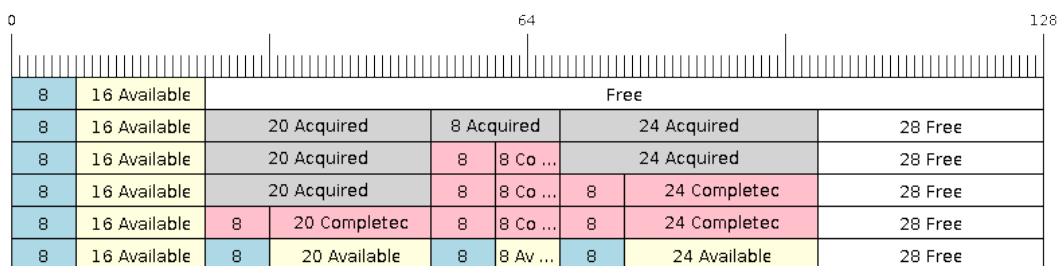 0 64 128
8 16 Available Free
8 16 Available 20 Acquired 8 Acquired 24 Acquired 28 Free
8 16 Available 20 Acquired 8 8 Co ... 24 Acquired 28 Free
8 16 Available 20 Acquired 8 8 Co ... 8 24 Completec 28 Free
8 16 Available 8 20 Completec 8 8 Co ... 8 24 Completec 28 Free
8 16 Available 8 20 Available 8 8 Av ... 8 24 Available 28 Free